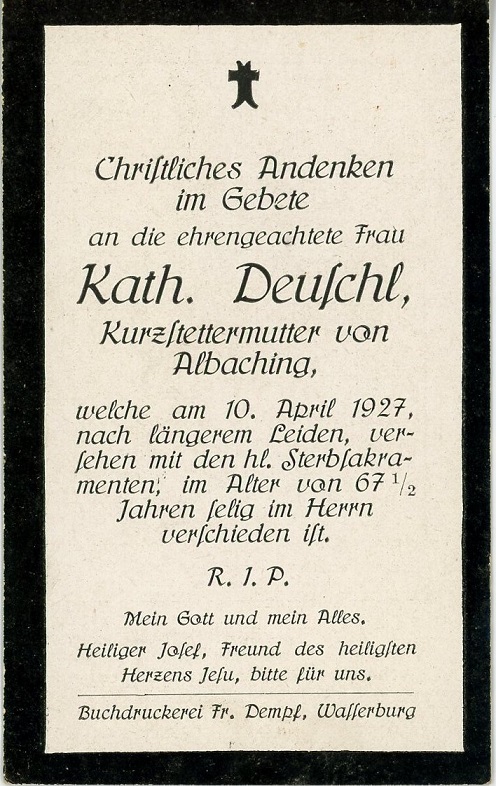 Chriſtliches Andenken
im Gebete
an die ehrengeachtete Frau
Kath. Deuſchl,
Kurzſtettermutter von
Albaching,
welche am 10. April 1927,
nach längerem Leiden, ver-
ſehen mit den hl. Sterbſakra-
menten, im Alter von 67 1/2
Jahren ſelig im Herrn
verſchieden iſt.
R. I. P.
Mein Gott und mein Alles.
Heiliger Joſef, Freund des heiligſten
Herzens Jeſu, bitte für uns.
Buchdruckerei Fr. Dempf, Waſſerburg